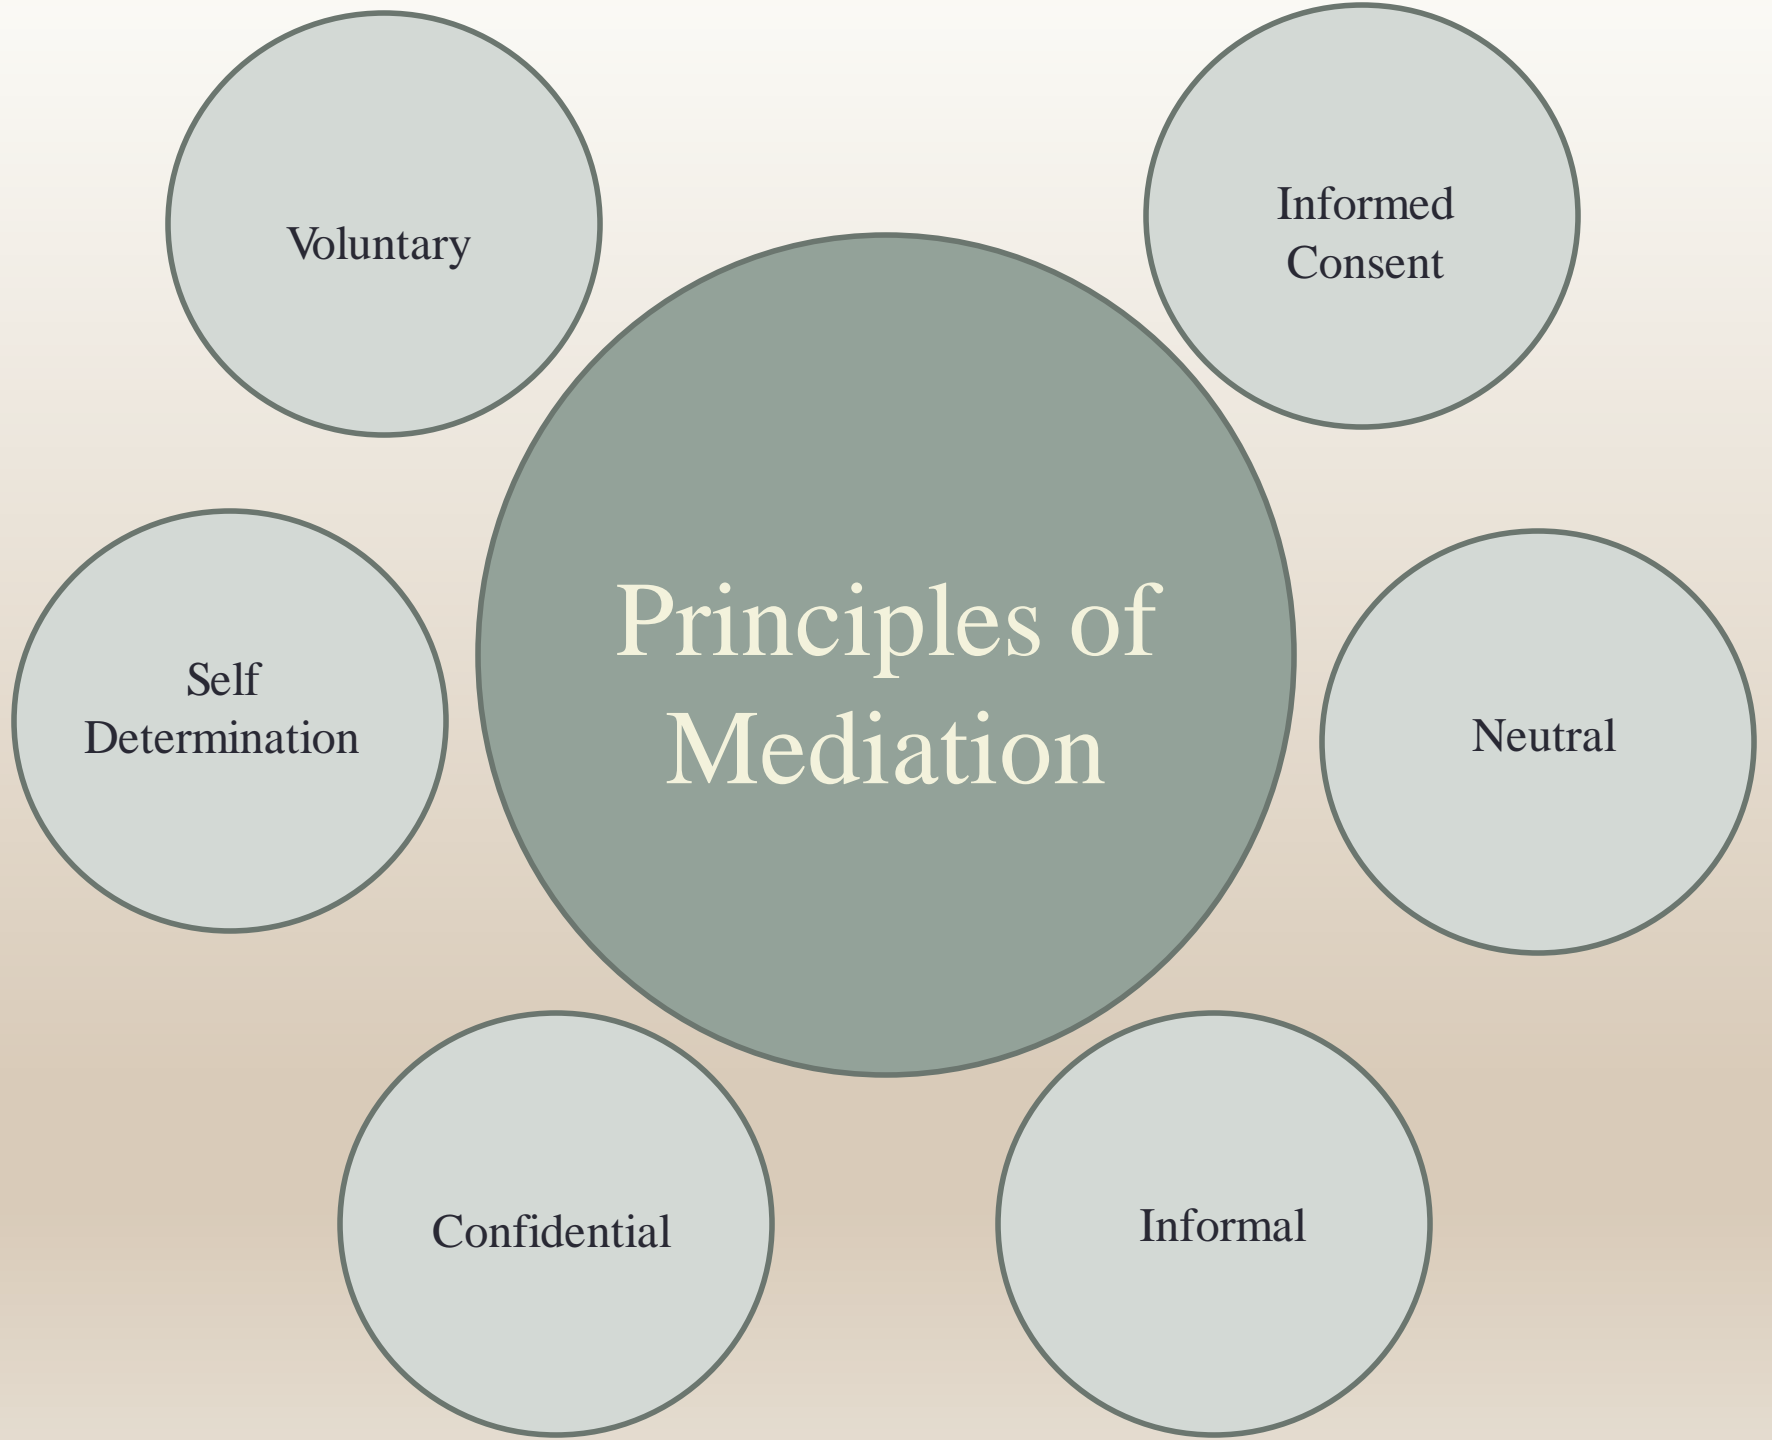 Voluntary
Informed
Consent
Principles of
Mediation
Self
Determination
Neutral
Confidential
Informal